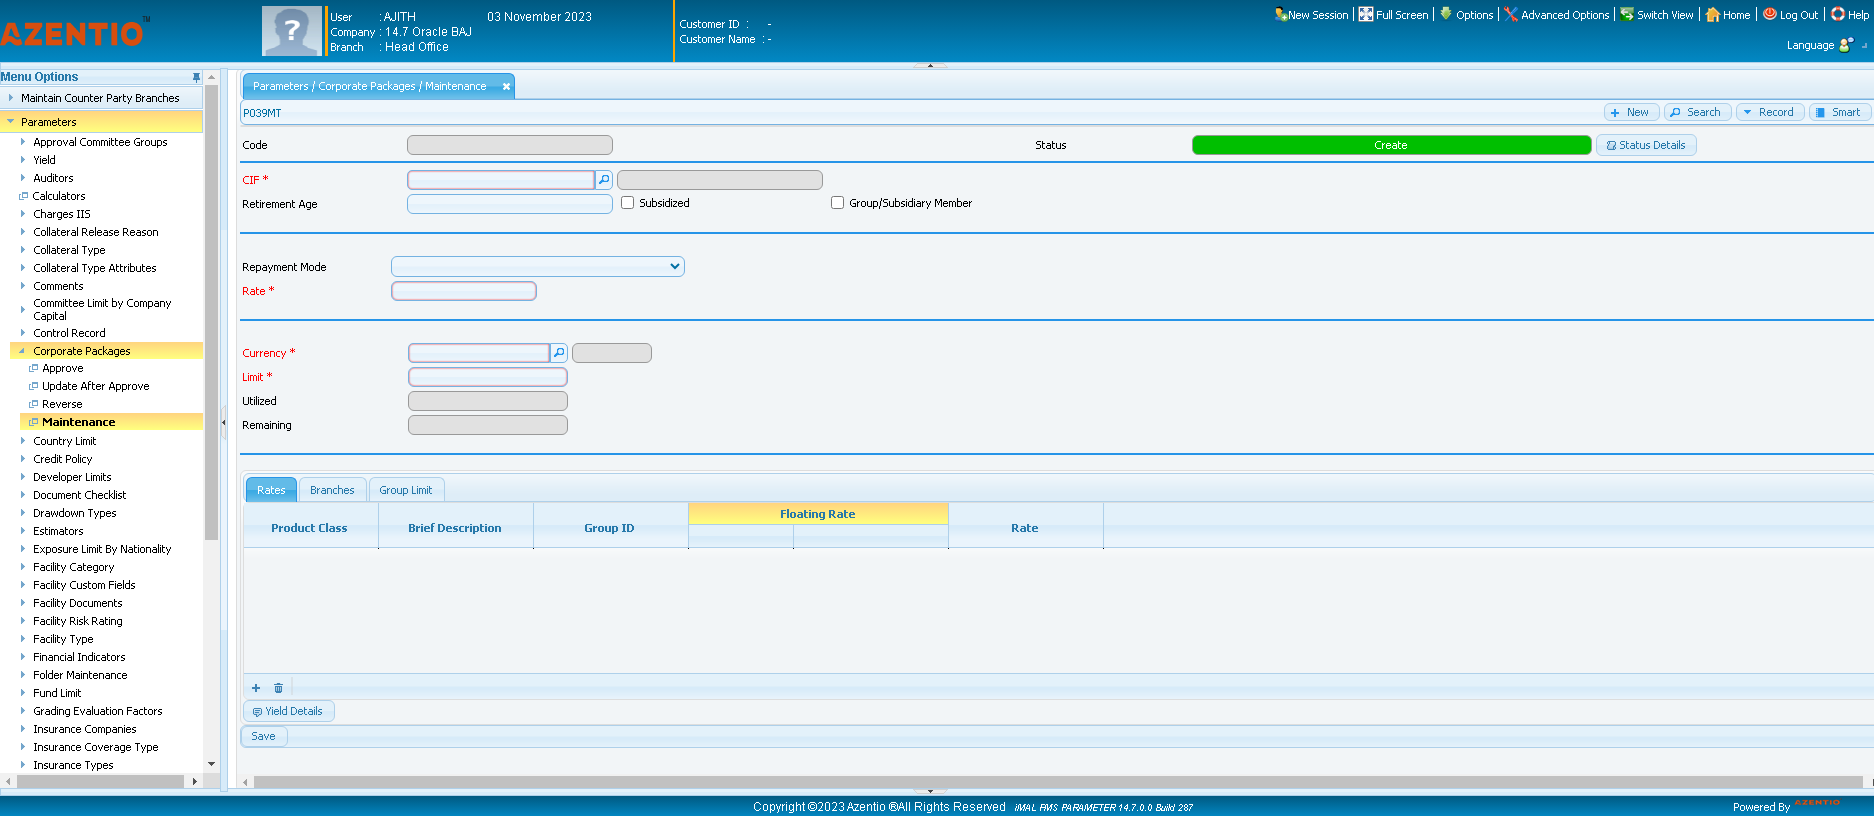 AZENTIO™
User : AJITH 03 November 2023
Company : 14.7 Oracle BAJ
Branch : Head Office
Customer ID : -
Customer Name : -
New Session Full Screen Options Advanced Options Switch View Home Log Out Help
Language
Menu Options
Maintain Counter Party Branches
Parameters
Approval Committee Groups
Yield
Auditors
Calculators
Charges IIS
Collateral Release Reason
Collateral Type
Collateral Type Attributes
Comments
Committee Limit by Company
Capital
Control Record
Corporate Packages
Approve
Update After Approve
Reverse
Maintenance
Country Limit
Credit Policy
Developer Limits
Document Checklist
Drawdown Types
Estimators
Exposure Limit By Nationality
Facility Category
Facility Custom Fields
Facility Documents
Facility Risk Rating
Facility Type
Financial Indicators
Folder Maintenance
Fund Limit
Grading Evaluation Factors
Insurance Companies
Insurance Coverage Type
Insurance Types
Parameters / Corporate Packages / Maintenance
P039MT
New Search Record Smart
Code Status Create Status Details
CIF *
Retirement Age Subsidized Group/Subsidiary Member
Repayment Mode
Rate *
Currency *
Limit *
Utilized
Remaining
Rates Branches Group Limit
Product Class Brief Description Group ID Floating Rate Rate
Yield Details
Save
Copyright ©2023 Azentio ®All Rights Reserved iMAL FMS PARAMETER 14.7.0.0 Build 287
Powered By AZENTIO